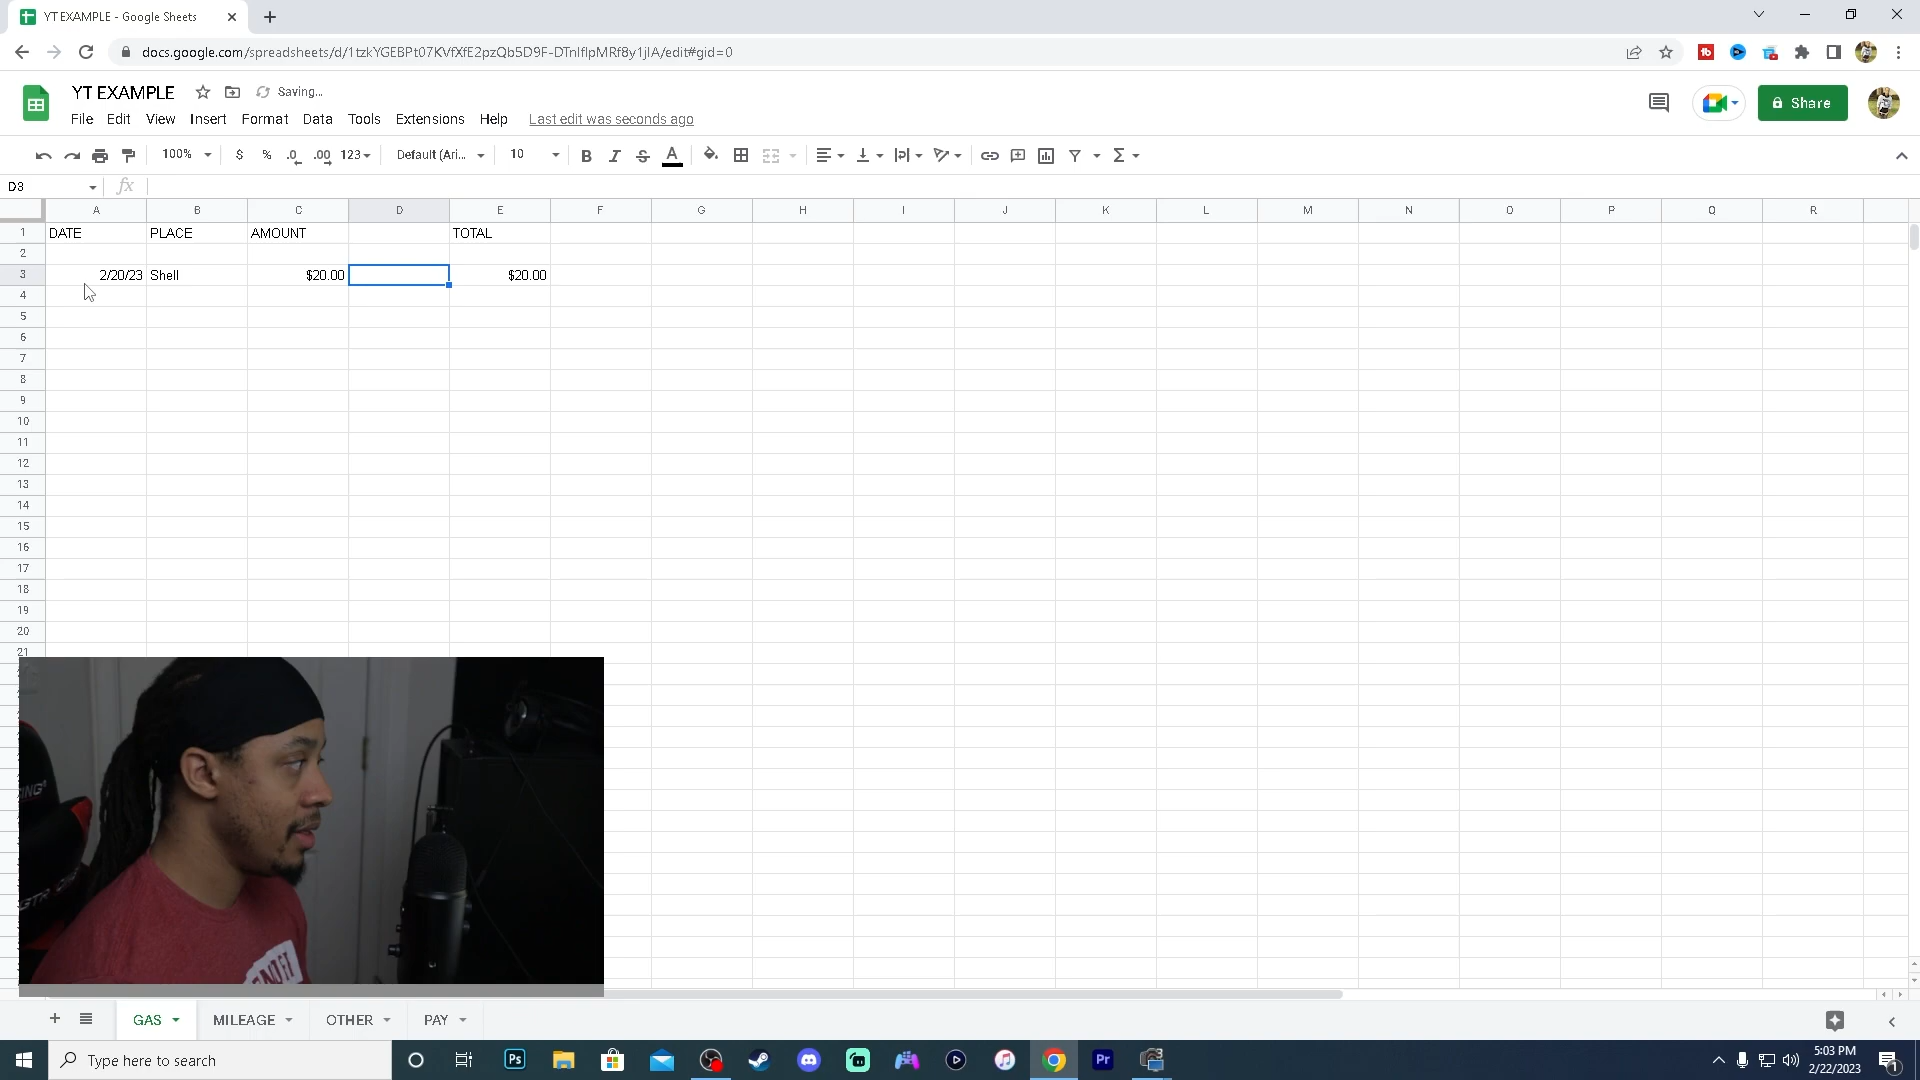 YT EXAMPLE - Google Sheets
docs.google.com/spreadsheets/d/1tzkYGEBPt07KVfXfE2pzQb5D9F-DTnlflpMRf8y1jIA/edit#gid=0
YT EXAMPLE
Saving...
Share
File Edit View Insert Format Data Tools Extensions Help Last edit was seconds ago
100% $ % .0 .00 123 Default (Ari... 10 B I S A
D3 fx
A B C D E F G H I J K L M N O P Q R
1 DATE PLACE AMOUNT TOTAL
2
3 2/20/23 Shell $20.00 $20.00
4
5
6
7
8
9
10
11
12
13
14
15
16
17
18
19
20
21
GAS MILEAGE OTHER PAY
Type here to search
Ps
Pr
5:03 PM
2/22/2023
1